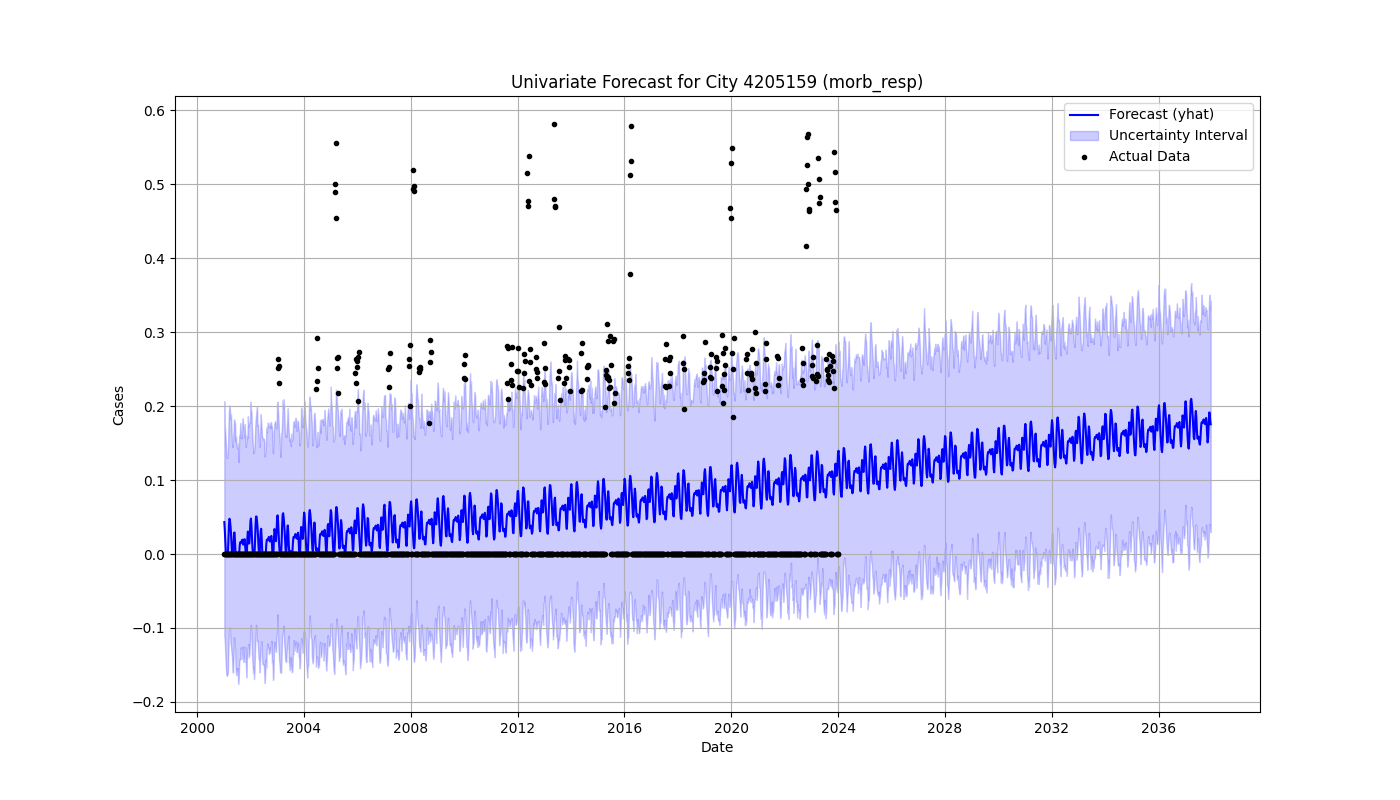 Univariate Forecast for City 4205159 (morb_resp)
Forecast (yhat)
Uncertainty Interval
Actual Data
Cases
0.6
0.5
0.4
0.3
0.2
0.1
0.0
−0.1
−0.2
2000 2004 2008 2012 2016 2020 2024 2028 2032 2036
Date